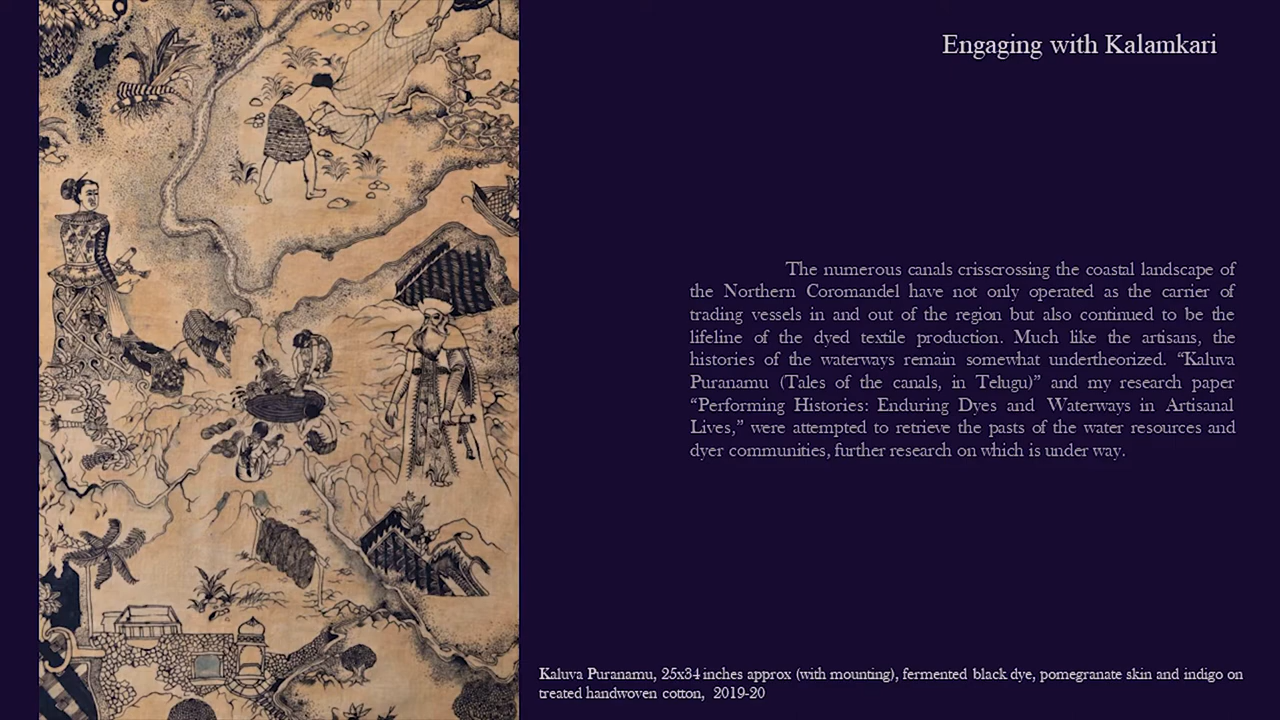 Engaging with Kalamkari
The numerous canals crisscrossing the coastal landscape of
the Northern Coromandel have not only operated as the carrier of
trading vessels in and out of the region but also continued to be the
lifeline of the dyed textile production. Much like the artisans, the
histories of the waterways remain somewhat undertheorized. “Kaluva
Puranamu (Tales of the canals, in Telugu)” and my research paper
“Performing Histories: Enduring Dyes and Waterways in Artisanal
Lives,” were attempted to retrieve the pasts of the water resources and
dyer communities, further research on which is under way.
Kaluva Puranamu, 25x34 inches approx (with mounting), fermented black dye, pomegranate skin and indigo on
treated handwoven cotton, 2019-20